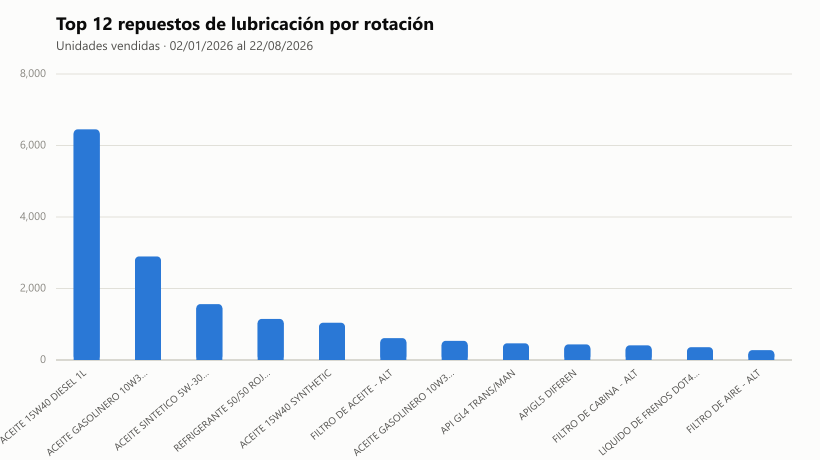 Top 12 repuestos de lubricación por rotación
Unidades vendidas · 02/01/2026 al 22/08/2026
8,000
6,000
4,000
2,000
0
ACEITE 15W40 DIESEL 1L
ACEITE GASOLINERO 10W3...
ACEITE SINTETICO 5W-30...
REFRIGERANTE 50/50 ROJ...
ACEITE 15W40 SYNTHETIC
FILTRO DE ACEITE - ALT
ACEITE GASOLINERO 10W3...
API GL4 TRANS/MAN
APIGL5 DIFEREN
FILTRO DE CABINA - ALT
LIQUIDO DE FRENOS DOT4...
FILTRO DE AIRE - ALT